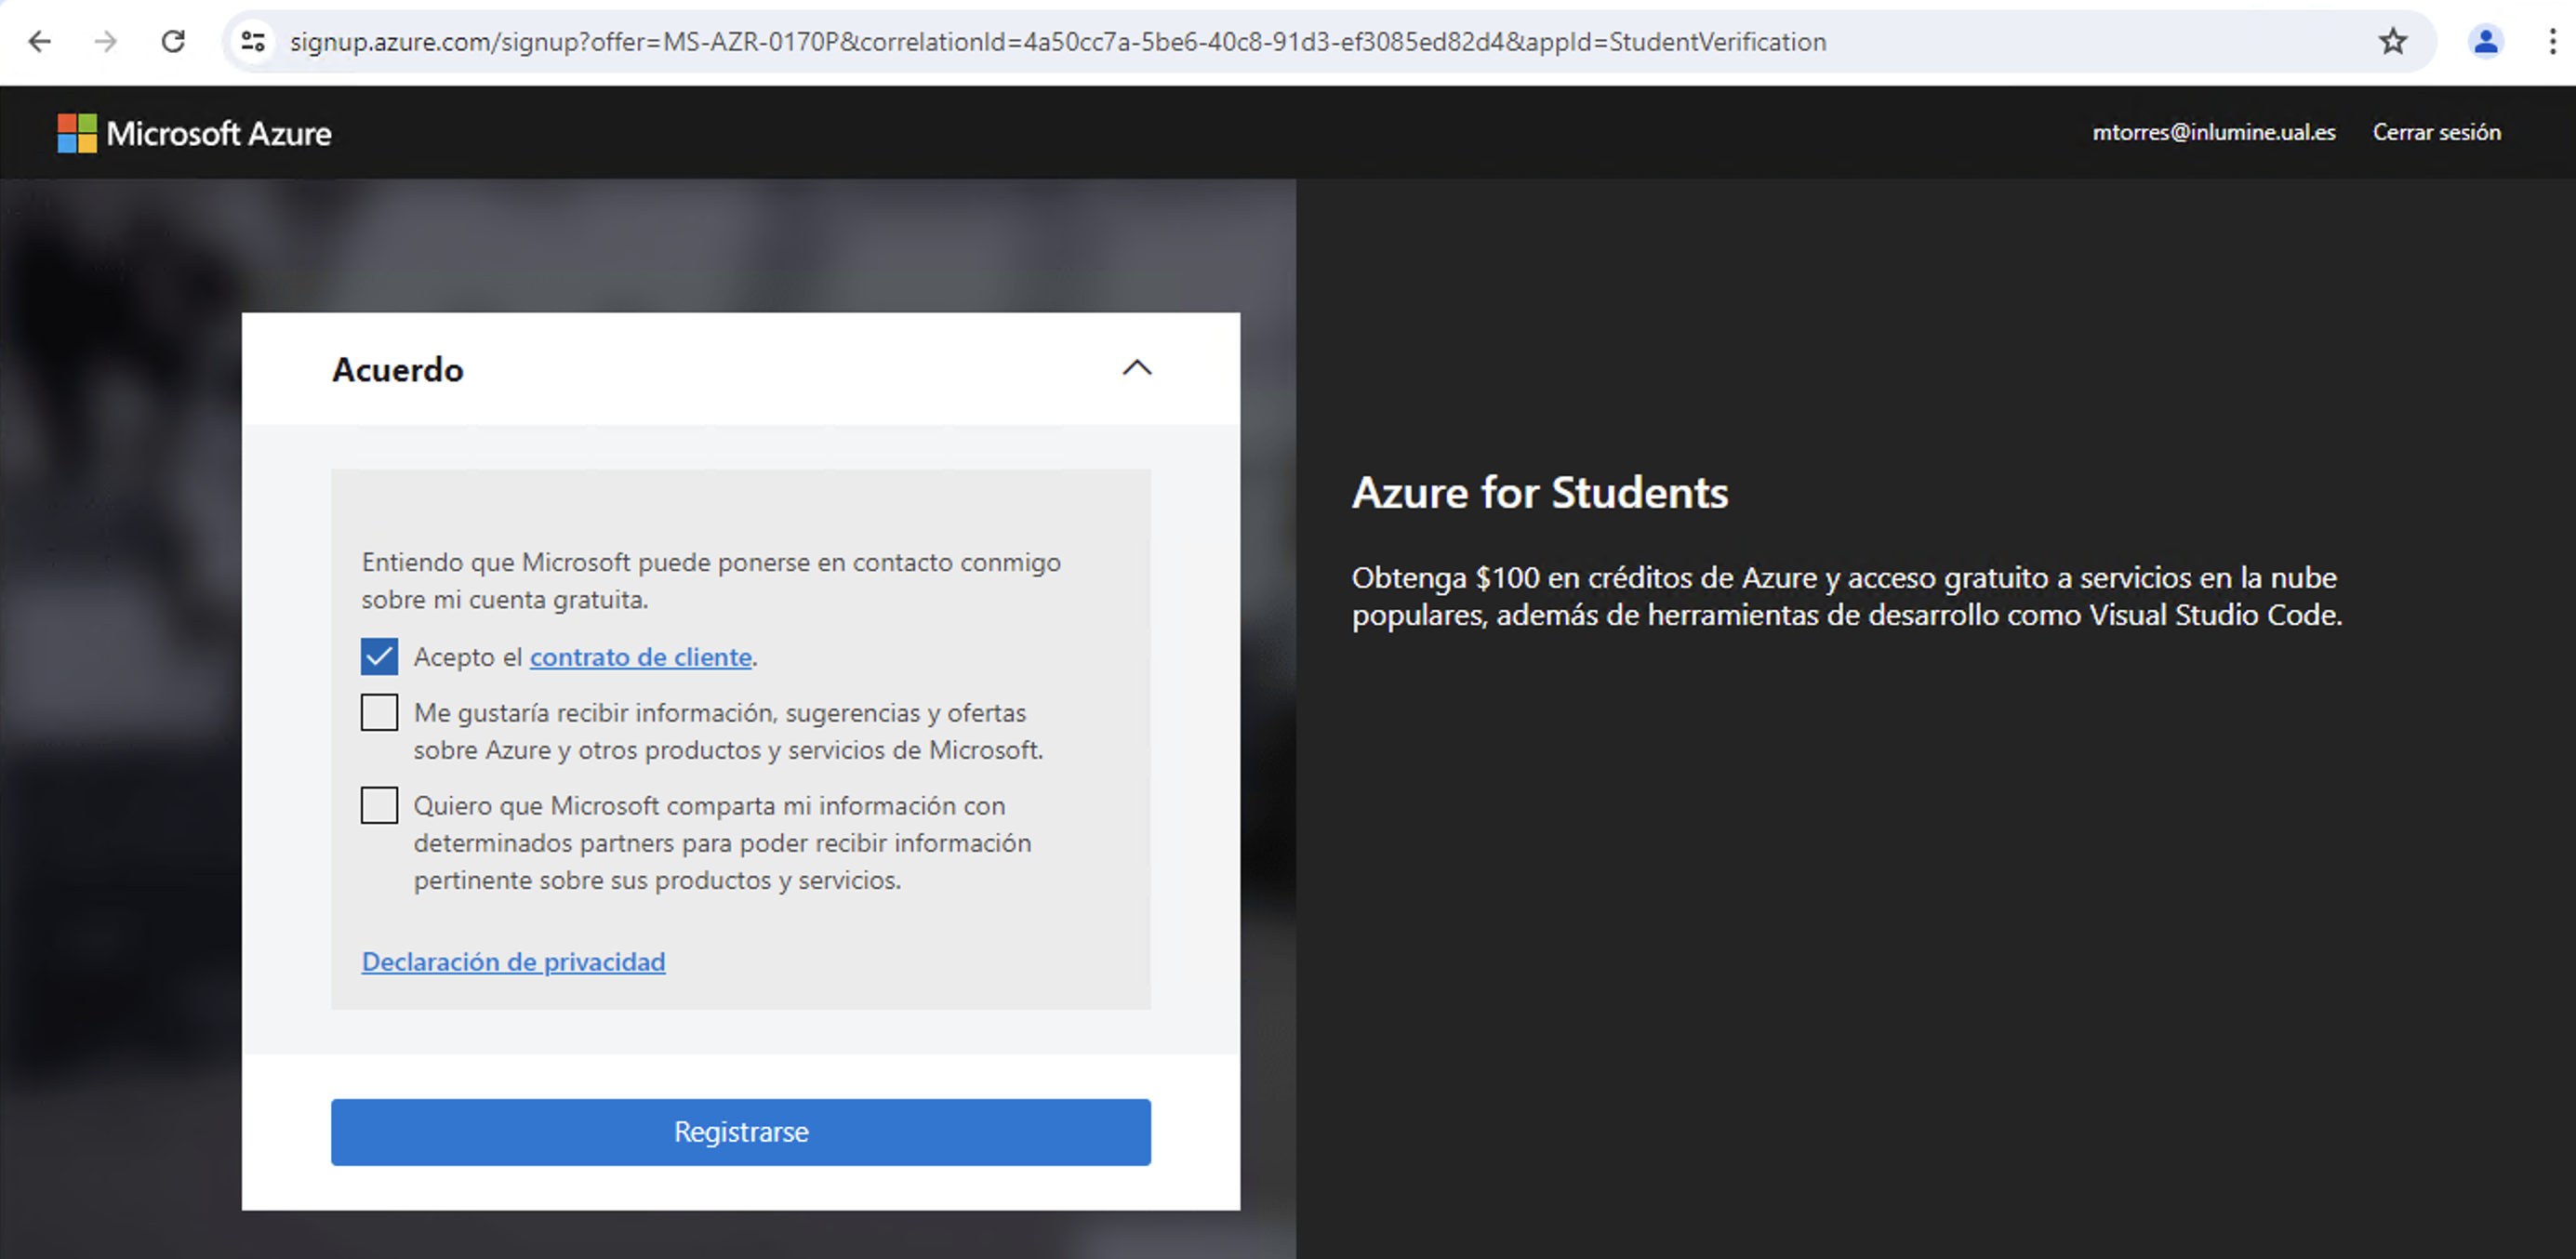 signup.azure.com/signup?offer=MS-AZR-0170P&correlationId=4a50cc7a-5be6-40c8-91d3-ef3085ed82d4&appId=StudentVerification
Microsoft Azure
mtorres@inlumine.ual.es Cerrar sesión
Acuerdo
Entiendo que Microsoft puede ponerse en contacto conmigo
sobre mi cuenta gratuita.
Acepto el contrato de cliente.
Me gustaría recibir información, sugerencias y ofertas
sobre Azure y otros productos y servicios de Microsoft.
Quiero que Microsoft comparta mi información con
determinados partners para poder recibir información
pertinente sobre sus productos y servicios.
Declaración de privacidad
Registrarse
Azure for Students
Obtenga $100 en créditos de Azure y acceso gratuito a servicios en la nube
populares, además de herramientas de desarrollo como Visual Studio Code.